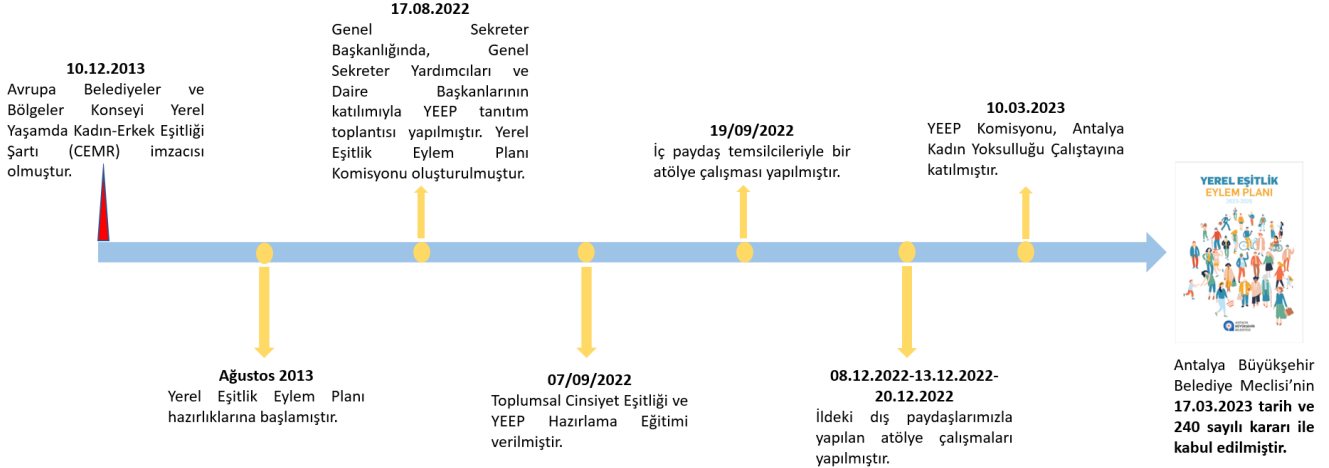 10.12.2013
Avrupa Belediyeler ve
Bölgeler Konseyi Yerel
Yaşamda Kadın-Erkek Eşitliği
Şartı (CEMR) imzacısı
olmuştur.
Ağustos 2013
Yerel Eşitlik Eylem Planı
hazırlıklarına başlamıştır.
17.08.2022
Genel Sekreter
Başkanlığında, Genel
Sekreter Yardımcıları ve
Daire Başkanlarının
katılımıyla YEEP tanıtım
toplantısı yapılmıştır. Yerel
Eşitlik Eylem Planı
Komisyonu oluşturulmuştur.
07/09/2022
Toplumsal Cinsiyet Eşitliği ve
YEEP Hazırlama Eğitimi
verilmiştir.
19/09/2022
İç paydaş temsilcileriyle bir
atölye çalışması yapılmıştır.
08.12.2022-13.12.2022-
20.12.2022
İldeki dış paydaşlarımızla
yapılan atölye çalışmaları
yapılmıştır.
10.03.2023
YEEP Komisyonu, Antalya
Kadın Yoksulluğu Çalıştayına
katılmıştır.
YEREL EŞİTLİK
EYLEM PLANI
Antalya Büyükşehir
Belediye Meclisi’nin
17.03.2023 tarih ve
240 sayılı kararı ile
kabul edilmiştir.